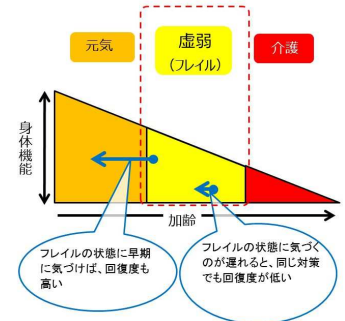 元気
虚弱
(フレイル)
介護
身体機能
加齢
フレイルの状態に早期
に気づけば、回復度も
高い
フレイルの状態に気づく
のが遅れると、同じ対策
でも回復度が低い